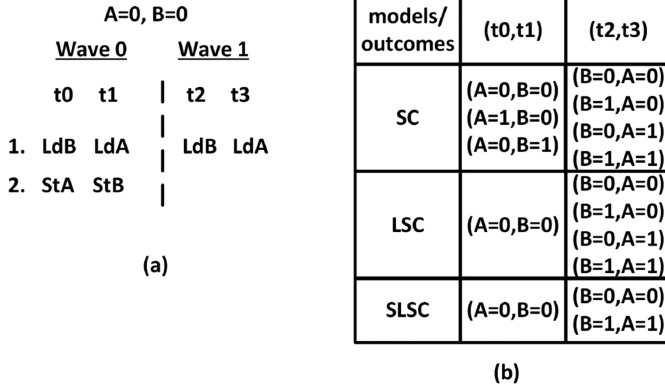 A=0, B=0
Wave 0 Wave 1
t0 t1 t2 t3
1. LdB LdA LdB LdA
2. StA StB
(a)
models/
outcomes
(t0,t1)
(t2,t3)
SC
(A=0,B=0)
(A=1,B=0)
(A=0,B=1)
(B=0,A=0)
(B=1,A=0)
(B=0,A=1)
(B=1,A=1)
LSC
(A=0,B=0)
(B=0,A=0)
(B=1,A=0)
(B=0,A=1)
(B=1,A=1)
SLSC
(A=0,B=0)
(B=0,A=0)
(B=1,A=1)
(b)